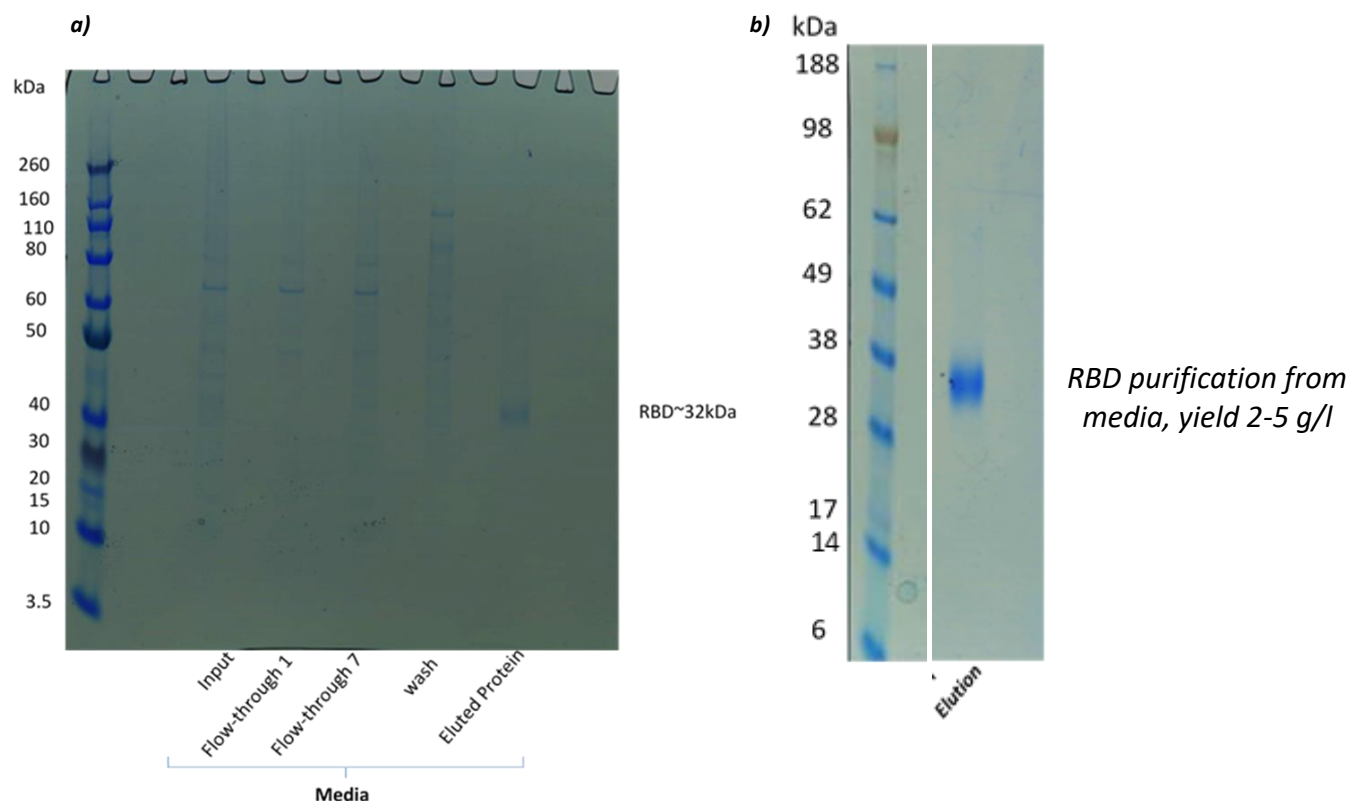 a)
kDa
260
160
110
80
60
50
40
30
20
15
10
3.5
RBD~32kDa
Input
Flow-through 1
Flow-through 7
wash
Eluted Protein
Media
b) kDa
188
98
62
49
38
28
17
14
6
Elution
RBD purification from
media, yield 2-5 g/l